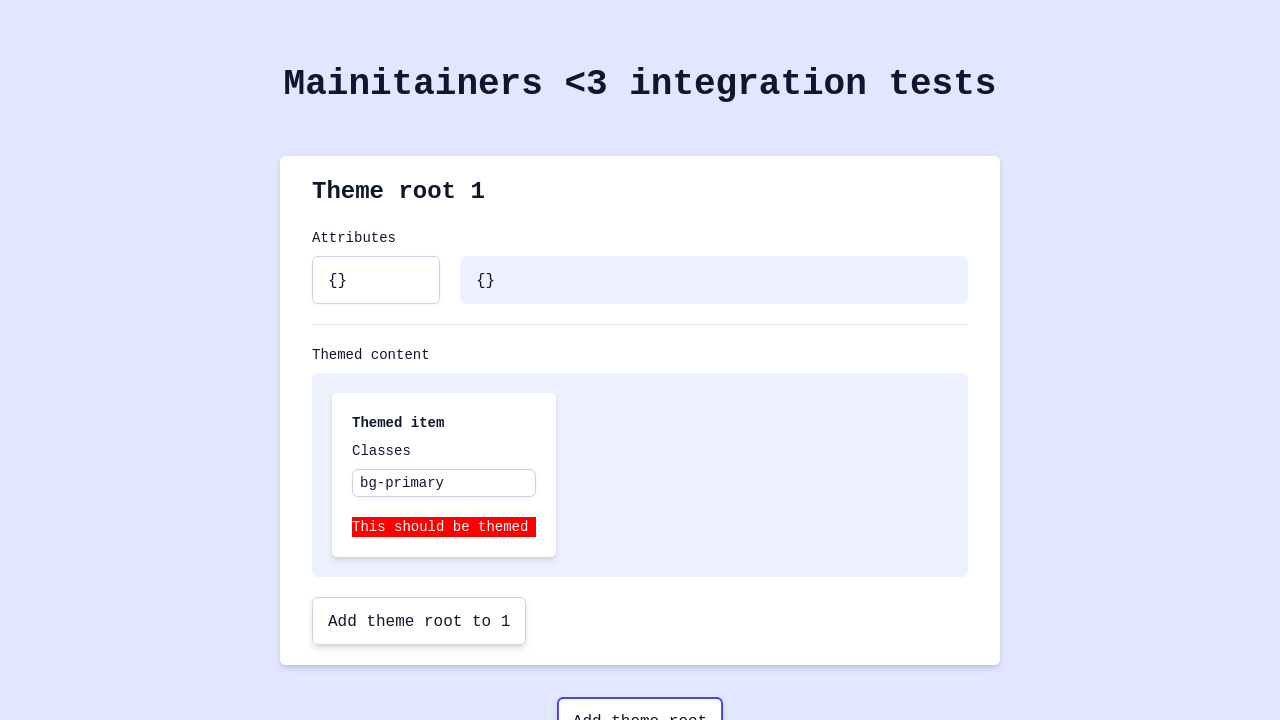 Mainitainers <3 integration tests
Theme root 1
Attributes
{}
{}
Themed content
Themed item
Classes
bg-primary
This should be themed
Add theme root to 1
Add theme root